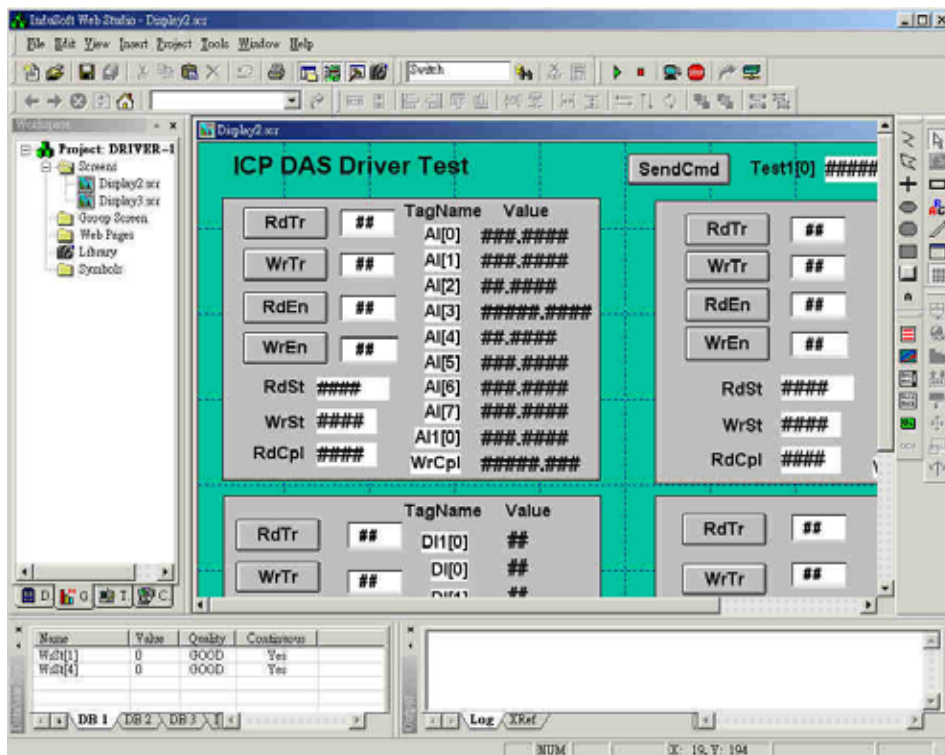 InduSoft Web Studio - Display2.scr
File Edit View Insert Project Tools Window Help
Switch
Workspace
Project: DRIVER-1
Screens
Display2.scr
Display3.scr
Group Screen
Web Pages
Library
Symbols
D. G. T. C.
Display2.scr
ICP DAS Driver Test
SendCmd Test1[0] #####
TagName Value
RdTr ## AI[0] ###.####
WrTr ## AI[1] ###.####
AI[2] ##.####
RdEn ## AI[3] #####.####
WrEn ## AI[4] ##.####
AI[5] ###.####
RdSt #### AI[6] ###.####
WrSt #### AI[7] ###.####
AI1[0] ###.####
RdCpl #### WrCpl #####.###
RdTr ##
WrTr ##
RdEn ##
WrEn ##
RdSt ####
WrSt ####
RdCpl ####
TagName Value
RdTr ## DI1[0] ##
WrTr ## DI[0] ##
DI[1] ##
RdTr ##
WrTr ##
Name Value Quality Continuous
WrSt[1] 0 GOOD Yes
WrSt[4] 0 GOOD Yes
DB 1 DB 2 DB 3
Log XRef
NUM X: 19, Y: 194